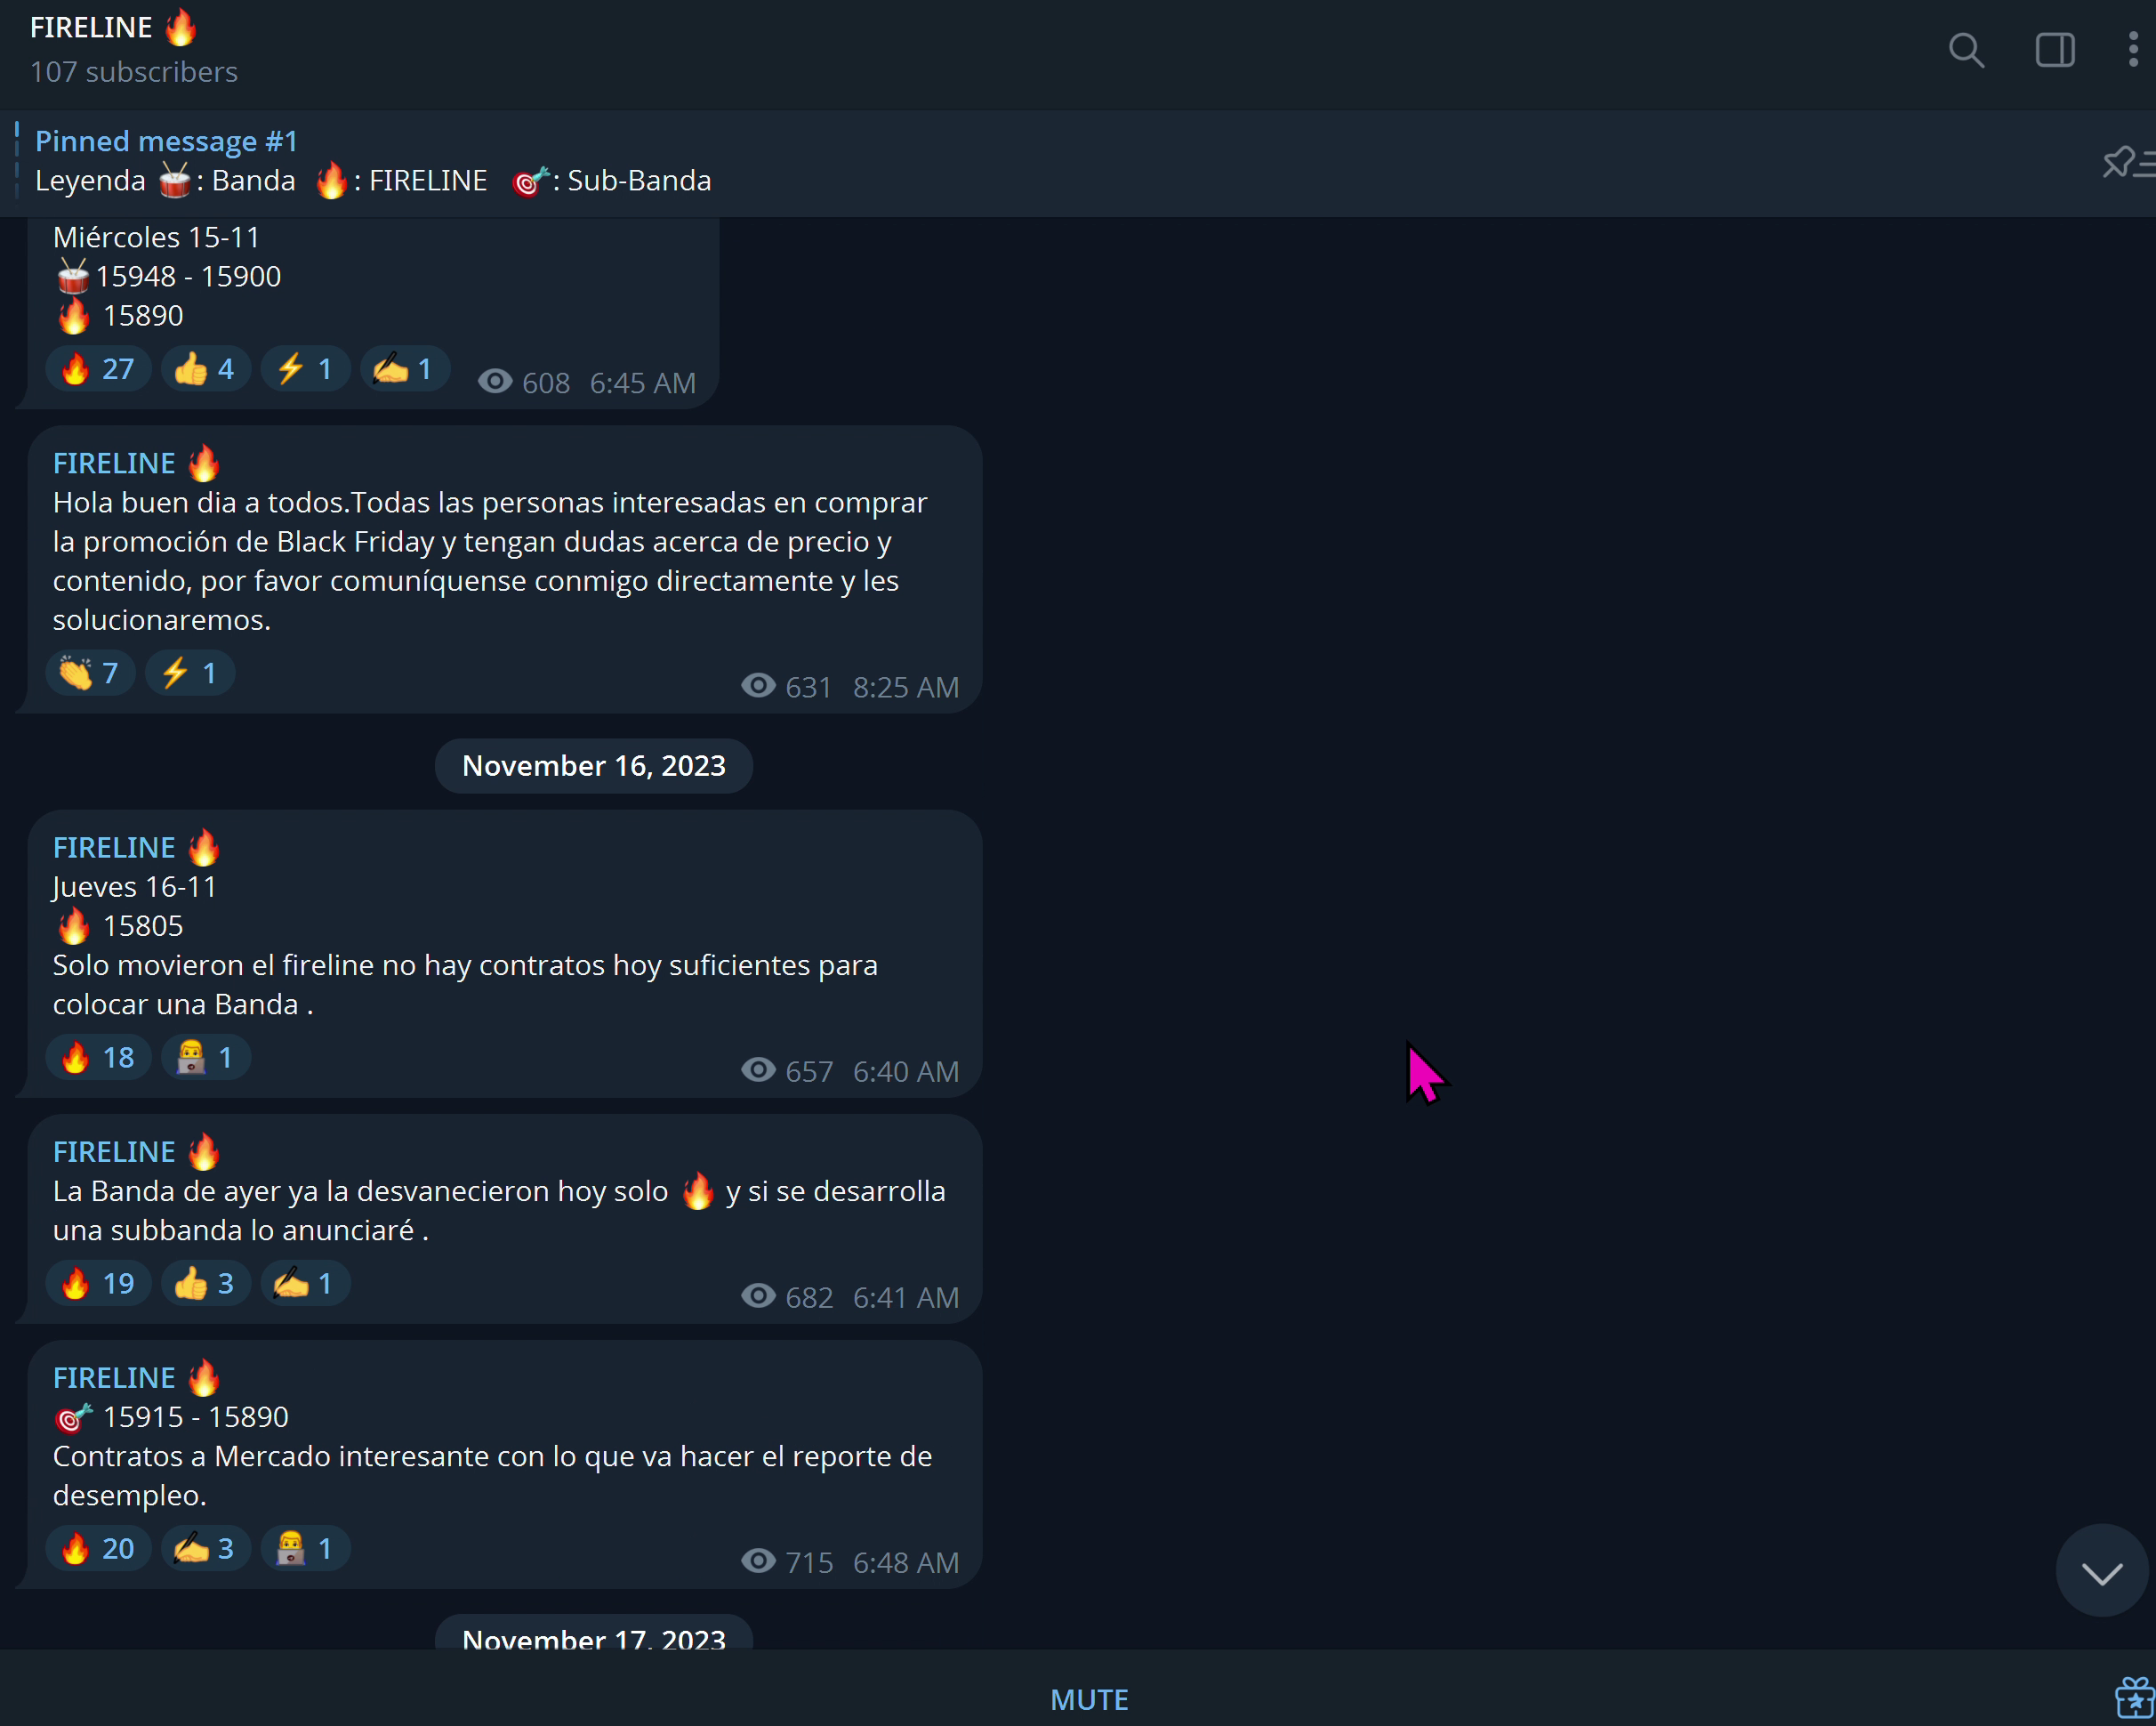 FIRELINE 🔥
107 subscribers
Pinned message #1
Leyenda 🥁: Banda 🔥: FIRELINE 🎯: Sub-Banda
Miércoles 15-11
🥁15948 - 15900
🔥 15890
🔥 27 👍 4 ⚡ 1 ✍ 1 608 6:45 AM
FIRELINE 🔥
Hola buen dia a todos.Todas las personas interesadas en comprar
la promoción de Black Friday y tengan dudas acerca de precio y
contenido, por favor comuníquense conmigo directamente y les
solucionaremos.
👏 7 ⚡ 1 631 8:25 AM
November 16, 2023
FIRELINE 🔥
Jueves 16-11
🔥 15805
Solo movieron el fireline no hay contratos hoy suficientes para
colocar una Banda .
🔥 18 👨‍💻 1 657 6:40 AM
FIRELINE 🔥
La Banda de ayer ya la desvanecieron hoy solo 🔥 y si se desarrolla
una subbanda lo anunciaré .
🔥 19 👍 3 ✍ 1 682 6:41 AM
FIRELINE 🔥
🎯 15915 - 15890
Contratos a Mercado interesante con lo que va hacer el reporte de
desempleo.
🔥 20 ✍ 3 👨‍💻 1 715 6:48 AM
November 17, 2023
MUTE